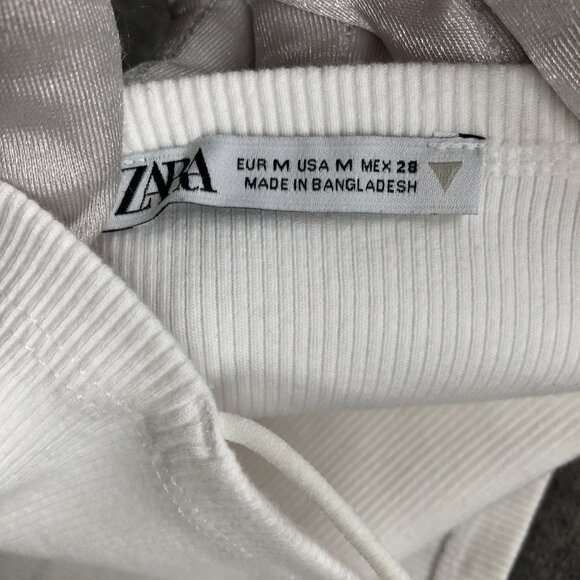 ZARA
EUR M USA M MEX 28
MADE IN BANGLADESH